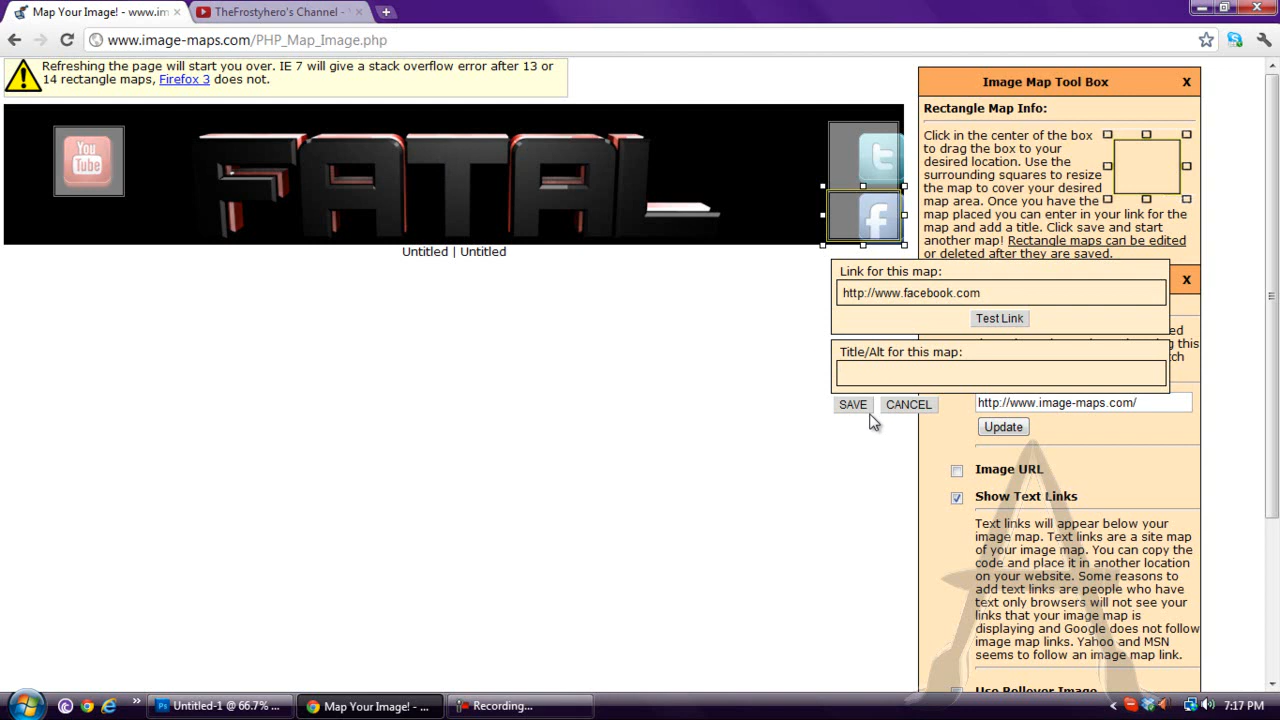 Map Your Image! - www.im
TheFrostyhero's Channel -
www.image-maps.com/PHP_Map_Image.php
Refreshing the page will start you over. IE 7 will give a stack overflow error after 13 or
14 rectangle maps, Firefox 3 does not.
You
Tube
FATAL
t
f
Untitled | Untitled
Image Map Tool Box
X
Rectangle Map Info:
Click in the center of the box
to drag the box to your
desired location. Use the
surrounding squares to resize
the map to cover your desired
map area. Once you have the
map placed you can enter in your link for the
map and add a title. Click save and start
another map! Rectangle maps can be edited
or deleted after they are saved.
X
Link for this map:
http://www.facebook.com
Test Link
Title/Alt for this map:
SAVE
CANCEL
http://www.image-maps.com/
Update
Image URL
Show Text Links
Text links will appear below your
image map. Text links are a site map
of your image map. You can copy the
code and place it in another location
on your website. Some reasons to
add text links are people who have
text only browsers will not see your
links that your image map is
displaying and Google does not follow
image map links. Yahoo and MSN
seems to follow an image map link.
Use Rollover Image
Untitled-1 @ 66.7% ...
Map Your Image! - ...
Recording...
7:17 PM